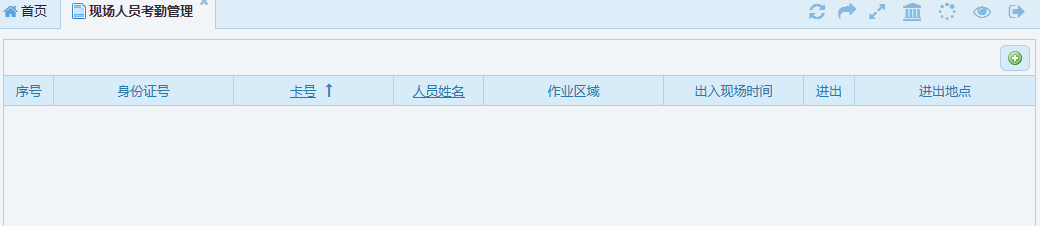 首页 现场人员考勤管理
序号 身份证号 卡号 人员姓名 作业区域 出入现场时间 进出 进出地点